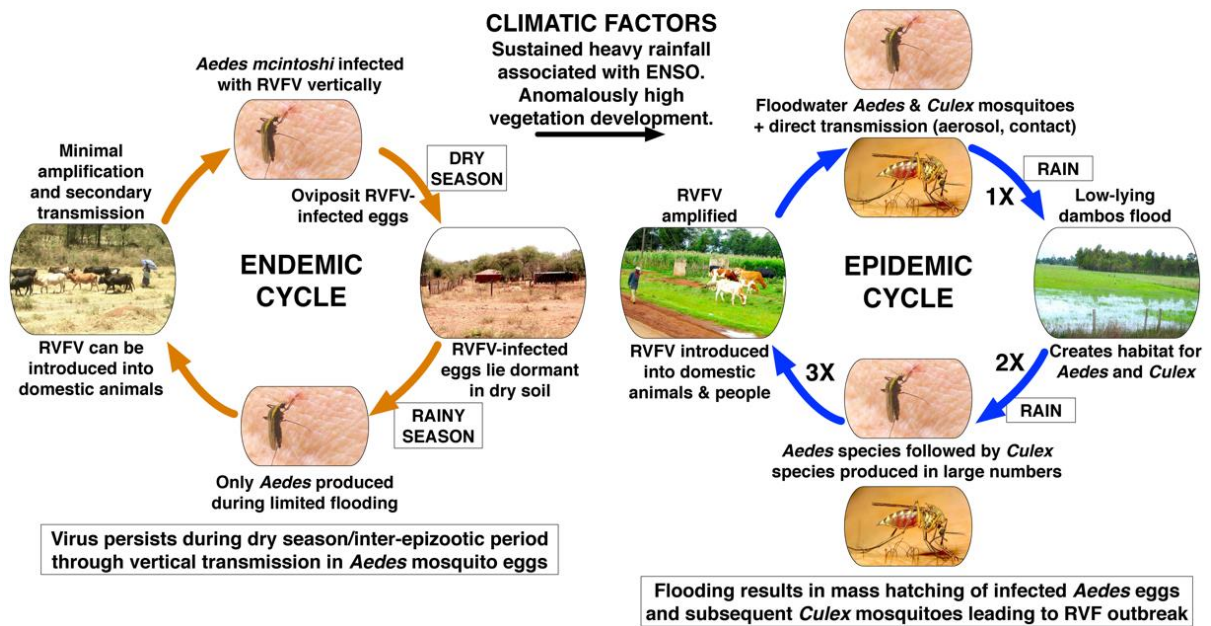 Aedes mcintoshi infected
with RVFV vertically
Minimal
amplification
and secondary
transmission
DRY
SEASON
Oviposit RVFV-
infected eggs
ENDEMIC
CYCLE
RVFV can be
introduced into
domestic animals
RVFV-infected
eggs lie dormant
in dry soil
RAINY
SEASON
Only Aedes produced
during limited flooding
Virus persists during dry season/inter-epizootic period
through vertical transmission in Aedes mosquito eggs
CLIMATIC FACTORS
Sustained heavy rainfall
associated with ENSO.
Anomalously high
vegetation development.
Floodwater Aedes & Culex mosquitoes
+ direct transmission (aerosol, contact)
RAIN
1X
RVFV
amplified
Low-lying
dambos flood
EPIDEMIC
CYCLE
RVFV introduced
into domestic
animals & people
3X
2X
Creates habitat for
Aedes and Culex
RAIN
Aedes species followed by Culex
species produced in large numbers
Flooding results in mass hatching of infected Aedes eggs
and subsequent Culex mosquitoes leading to RVF outbreak